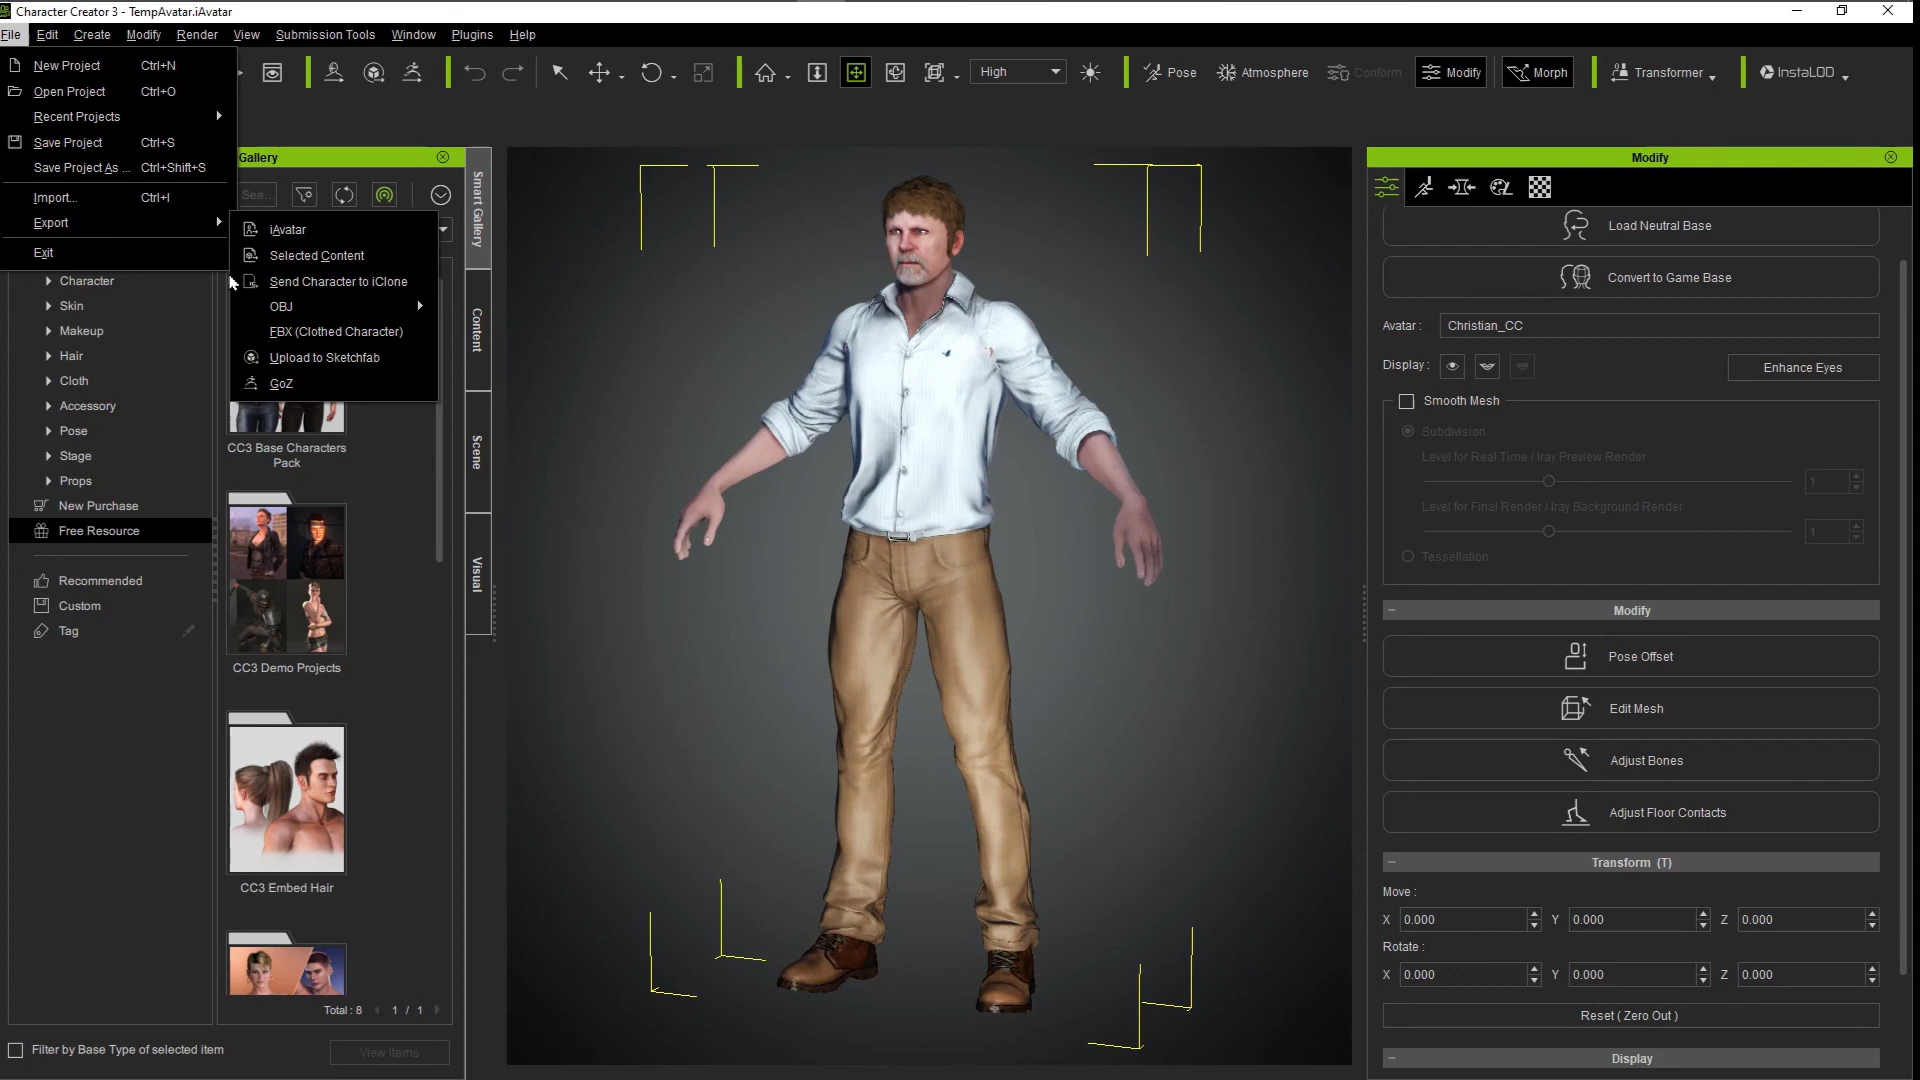 Character Creator 3 - TempAvatar.iAvatar
File Edit Create Modify Render View Submission Tools Window Plugins Help
New Project Ctrl+N
Open Project Ctrl+O
Recent Projects
Save Project Ctrl+S
Save Project As ... Ctrl+Shift+S
Import... Ctrl+I
Export
Exit
High
Pose
Atmosphere
Conform
Modify
Morph
Transformer
InstaLOD
Gallery
Sea...
iAvatar
Selected Content
Send Character to iClone
OBJ
FBX (Clothed Character)
Upload to Sketchfab
GoZ
Character
Skin
Makeup
Hair
Cloth
Accessory
Pose
Stage
Props
New Purchase
Free Resource
Recommended
Custom
Tag
CC3 Base Characters
Pack
CC3 Demo Projects
CC3 Embed Hair
Total : 8 1 / 1
Filter by Base Type of selected item
View Items
Smart Gallery
Content
Scene
Visual
Modify
Load Neutral Base
Convert to Game Base
Avatar : Christian_CC
Display :
Enhance Eyes
Smooth Mesh
Subdivision
Level for Real Time / Iray Preview Render
1
Level for Final Render / Iray Background Render
1
Tessellation
Modify
Pose Offset
Edit Mesh
Adjust Bones
Adjust Floor Contacts
Transform (T)
Move :
X 0.000 Y 0.000 Z 0.000
Rotate :
X 0.000 Y 0.000 Z 0.000
Reset ( Zero Out )
Display